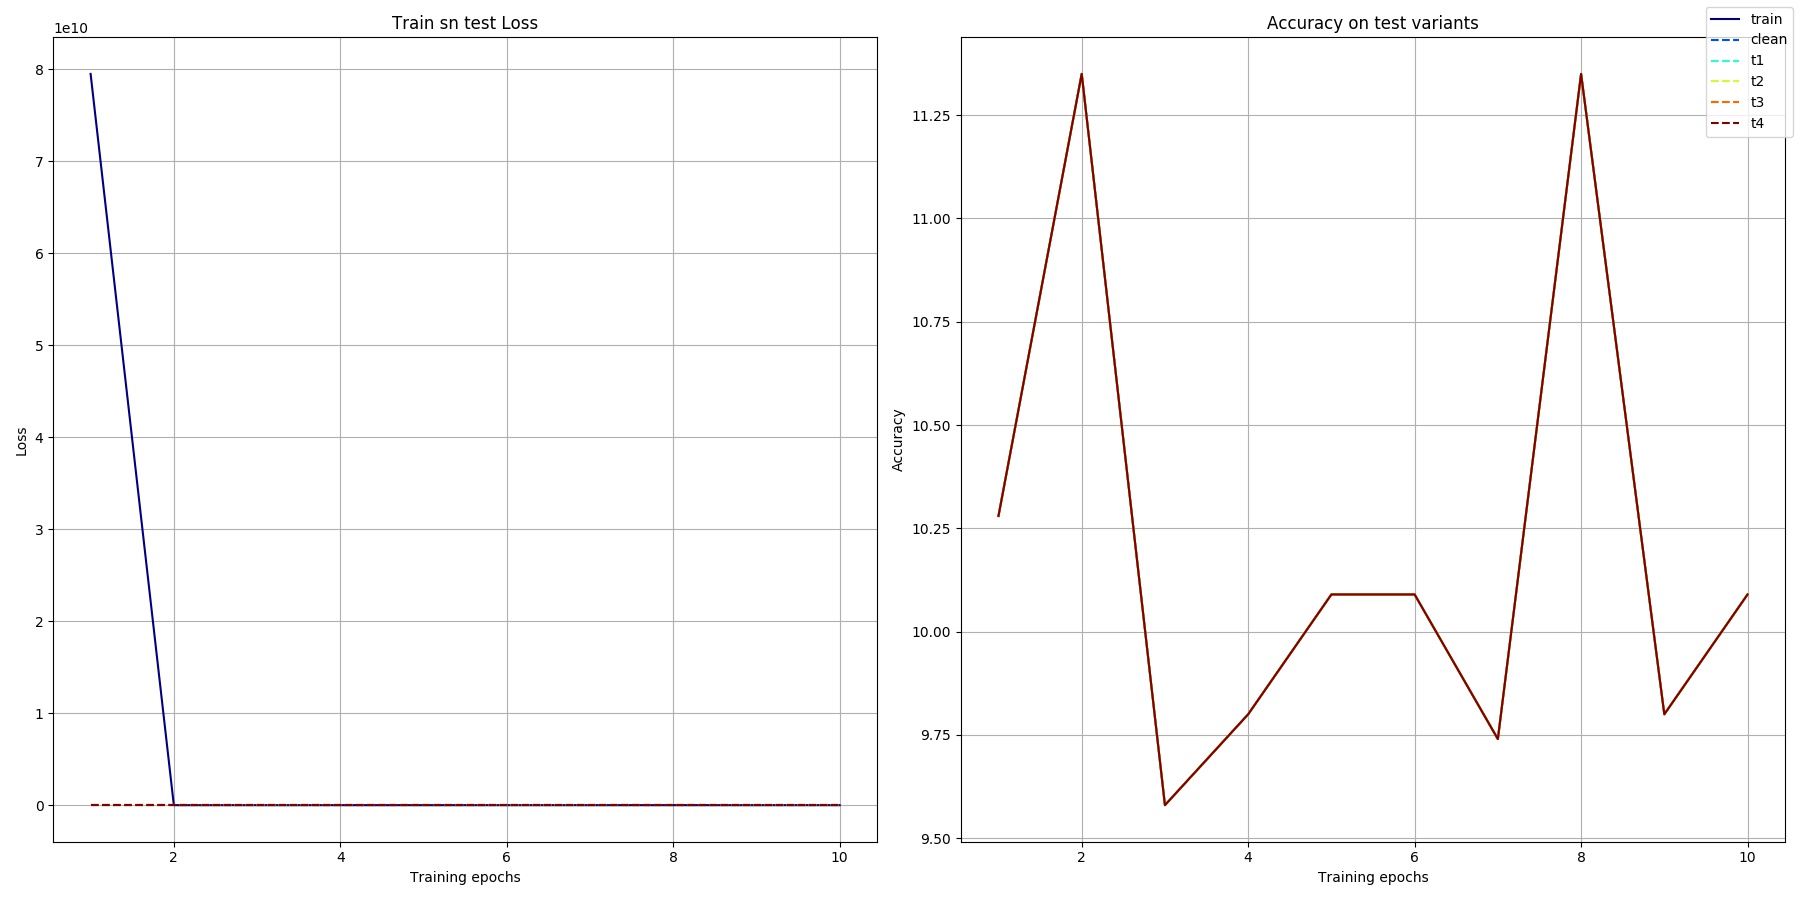 Train sn test Loss
1e10
8
7
6
5
4
3
2
1
0
Loss
2 4 6 8 10
Training epochs
Accuracy on test variants
11.25
11.00
10.75
10.50
10.25
10.00
9.75
9.50
Accuracy
2 4 6 8 10
Training epochs
train
clean
t1
t2
t3
t4